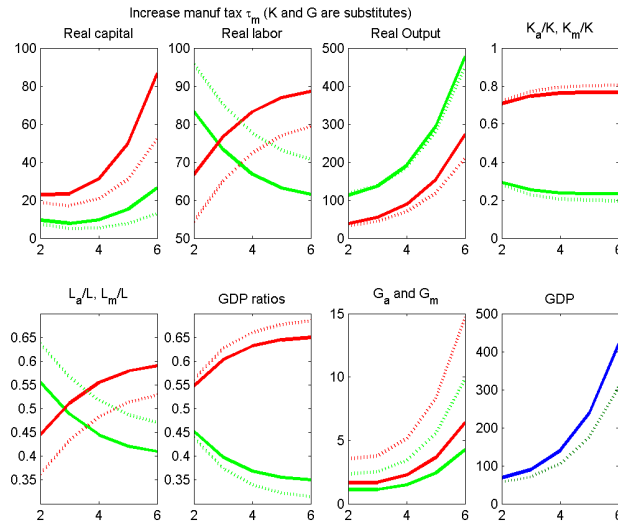 Increase manuf tax τm (K and G are substitutes)
Real capital
Real labor
Real Output
Ka/K, Km/K
100
80
60
40
20
0
2 4 6
100
90
80
70
60
50
2 4 6
500
400
300
200
100
0
2 4 6
1
0.8
0.6
0.4
0.2
0
2 4 6
La/L, Lm/L
GDP ratios
Ga and Gm
GDP
0.65
0.6
0.55
0.5
0.45
0.4
0.35
2 4 6
0.65
0.6
0.55
0.5
0.45
0.4
0.35
2 4 6
15
10
5
0
2 4 6
500
400
300
200
100
0
2 4 6